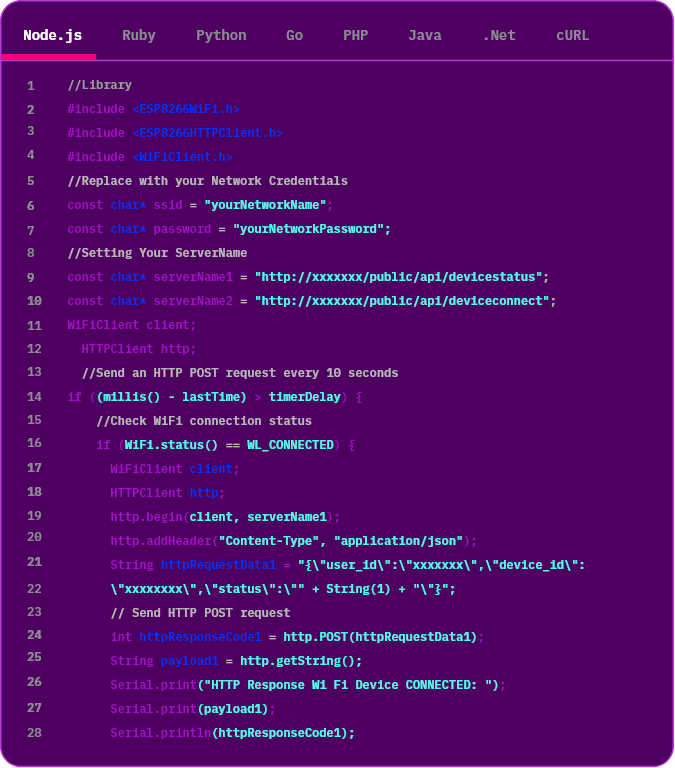 Node.js Ruby Python Go PHP Java .Net cURL
1 //Library
2 #include <ESP8266WiFi.h>
3 #include <ESP8266HTTPClient.h>
4 #include <WiFiClient.h>
5 //Replace with your Network Credentials
6 const char* ssid = "yourNetworkName";
7 const char* password = "yourNetworkPassword";
8 //Setting Your ServerName
9 const char* serverName1 = "http://xxxxxxx/public/api/devicestatus";
10 const char* serverName2 = "http://xxxxxxx/public/api/deviceconnect";
11 WiFiClient client;
12 HTTPClient http;
13 //Send an HTTP POST request every 10 seconds
14 if ((millis() - lastTime) > timerDelay) {
15 //Check WiFi connection status
16 if (WiFi.status() == WL_CONNECTED) {
17 WiFiClient client;
18 HTTPClient http;
19 http.begin(client, serverName1);
20 http.addHeader("Content-Type", "application/json");
21 String httpRequestData1 = "{\"user_id\":\"xxxxxxx\",\"device_id\":
22 \"xxxxxxxx\",\"status\":\"" + String(1) + "\"}";
23 // Send HTTP POST request
24 int httpResponseCode1 = http.POST(httpRequestData1);
25 String payload1 = http.getString();
26 Serial.print("HTTP Response Wi Fi Device CONNECTED: ");
27 Serial.print(payload1);
28 Serial.println(httpResponseCode1);